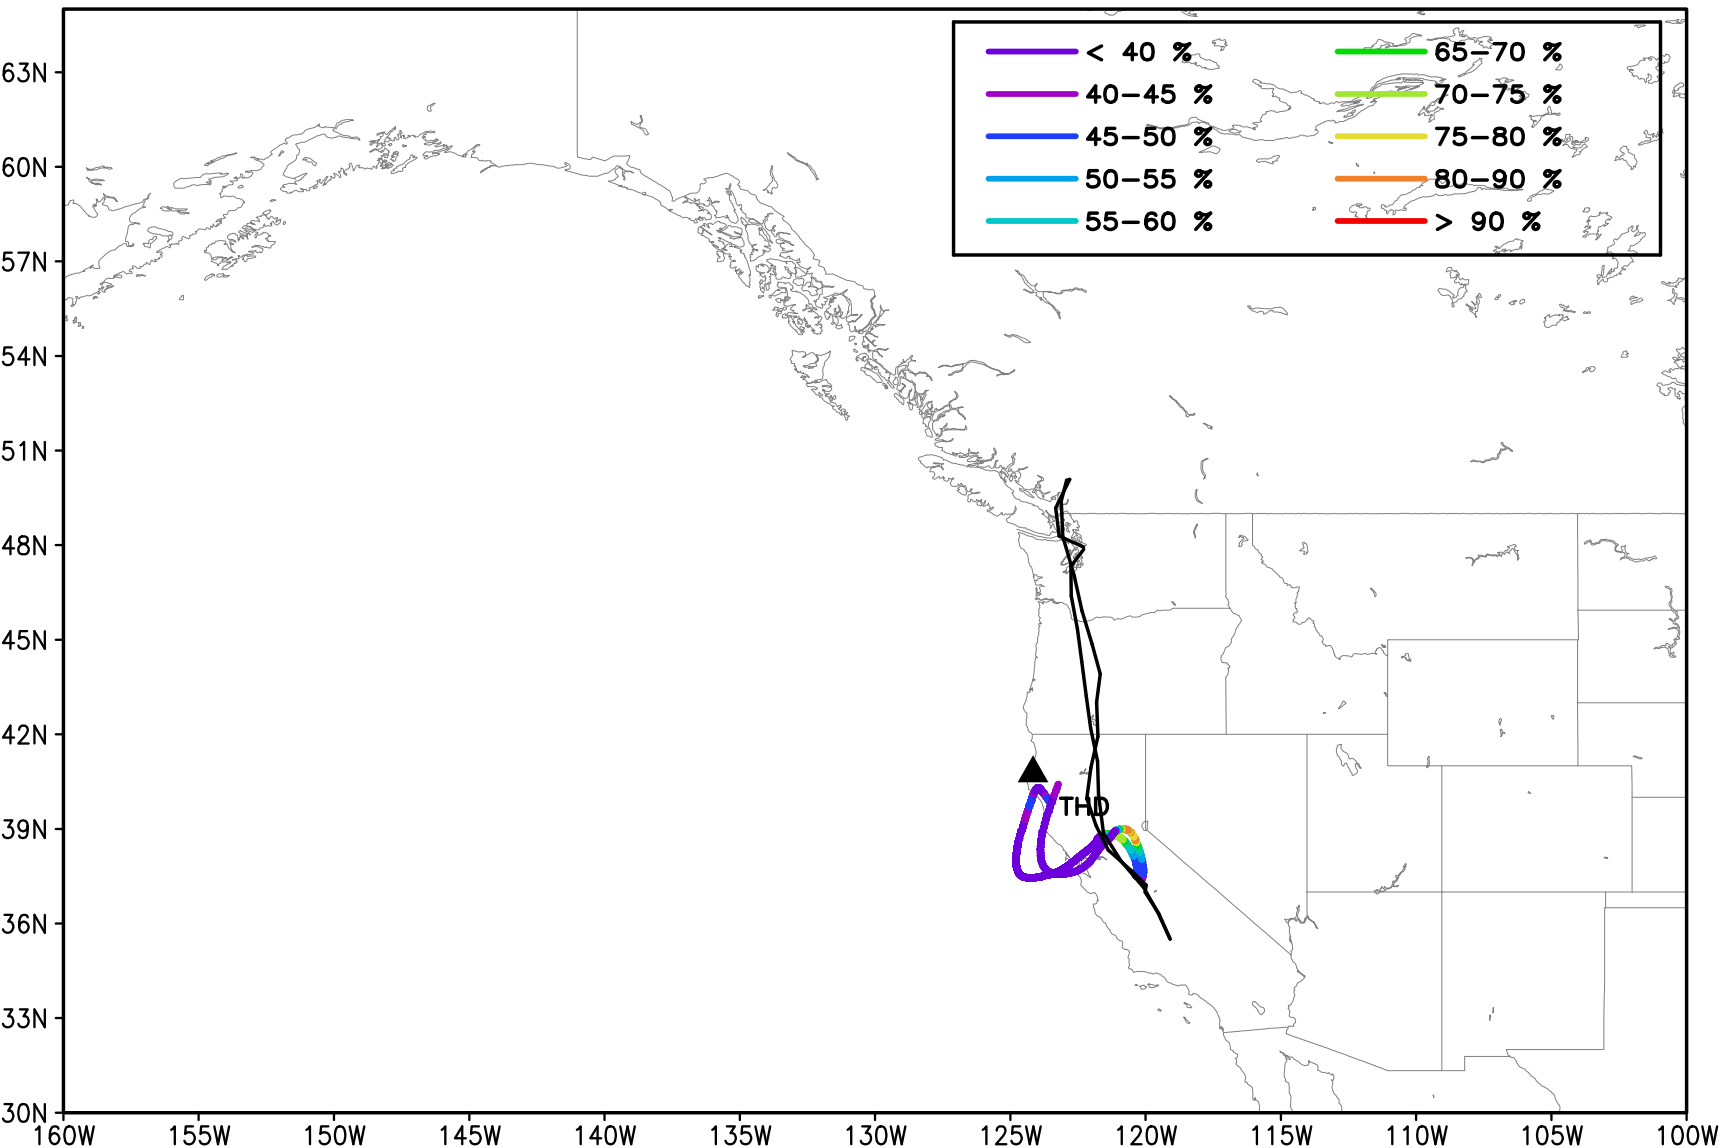 < 40 %
65-70 %
63N
40-45 %
70-75 %
45-50 %
75-80 %
60N
50-55 %
80-90 %
55-60 %
> 90 %
57N
54N
51N
48N
45N
42N
THD
39N
36N
33N
30N
160W 155W 150W 145W 140W 135W 130W 125W 120W 115W 110W 105W 100W